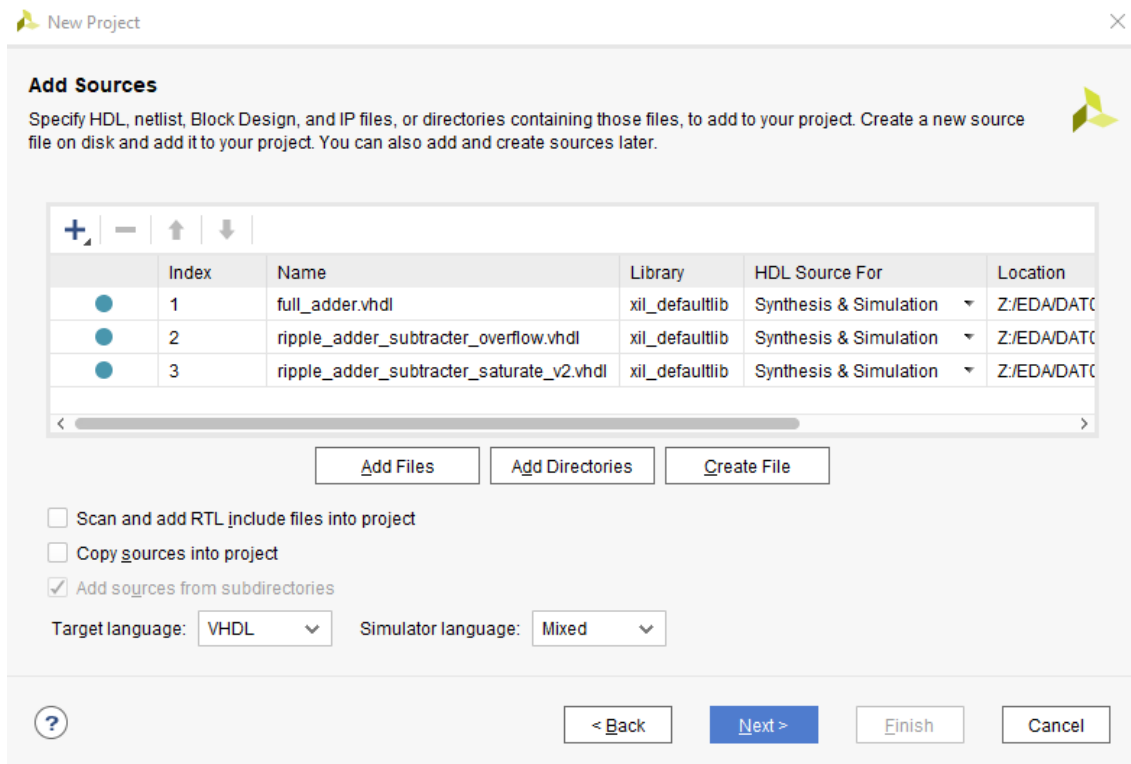 New Project
Add Sources
Specify HDL, netlist, Block Design, and IP files, or directories containing those files, to add to your project. Create a new source
file on disk and add it to your project. You can also add and create sources later.
Index Name Library HDL Source For Location
1 full_adder.vhdl xil_defaultlib Synthesis & Simulation Z:/EDA/DAT0
2 ripple_adder_subtracter_overflow.vhdl xil_defaultlib Synthesis & Simulation Z:/EDA/DAT0
3 ripple_adder_subtracter_saturate_v2.vhdl xil_defaultlib Synthesis & Simulation Z:/EDA/DAT0
Add Files Add Directories Create File
Scan and add RTL include files into project
Copy sources into project
Add sources from subdirectories
Target language: VHDL Simulator language: Mixed
? < Back Next > Finish Cancel